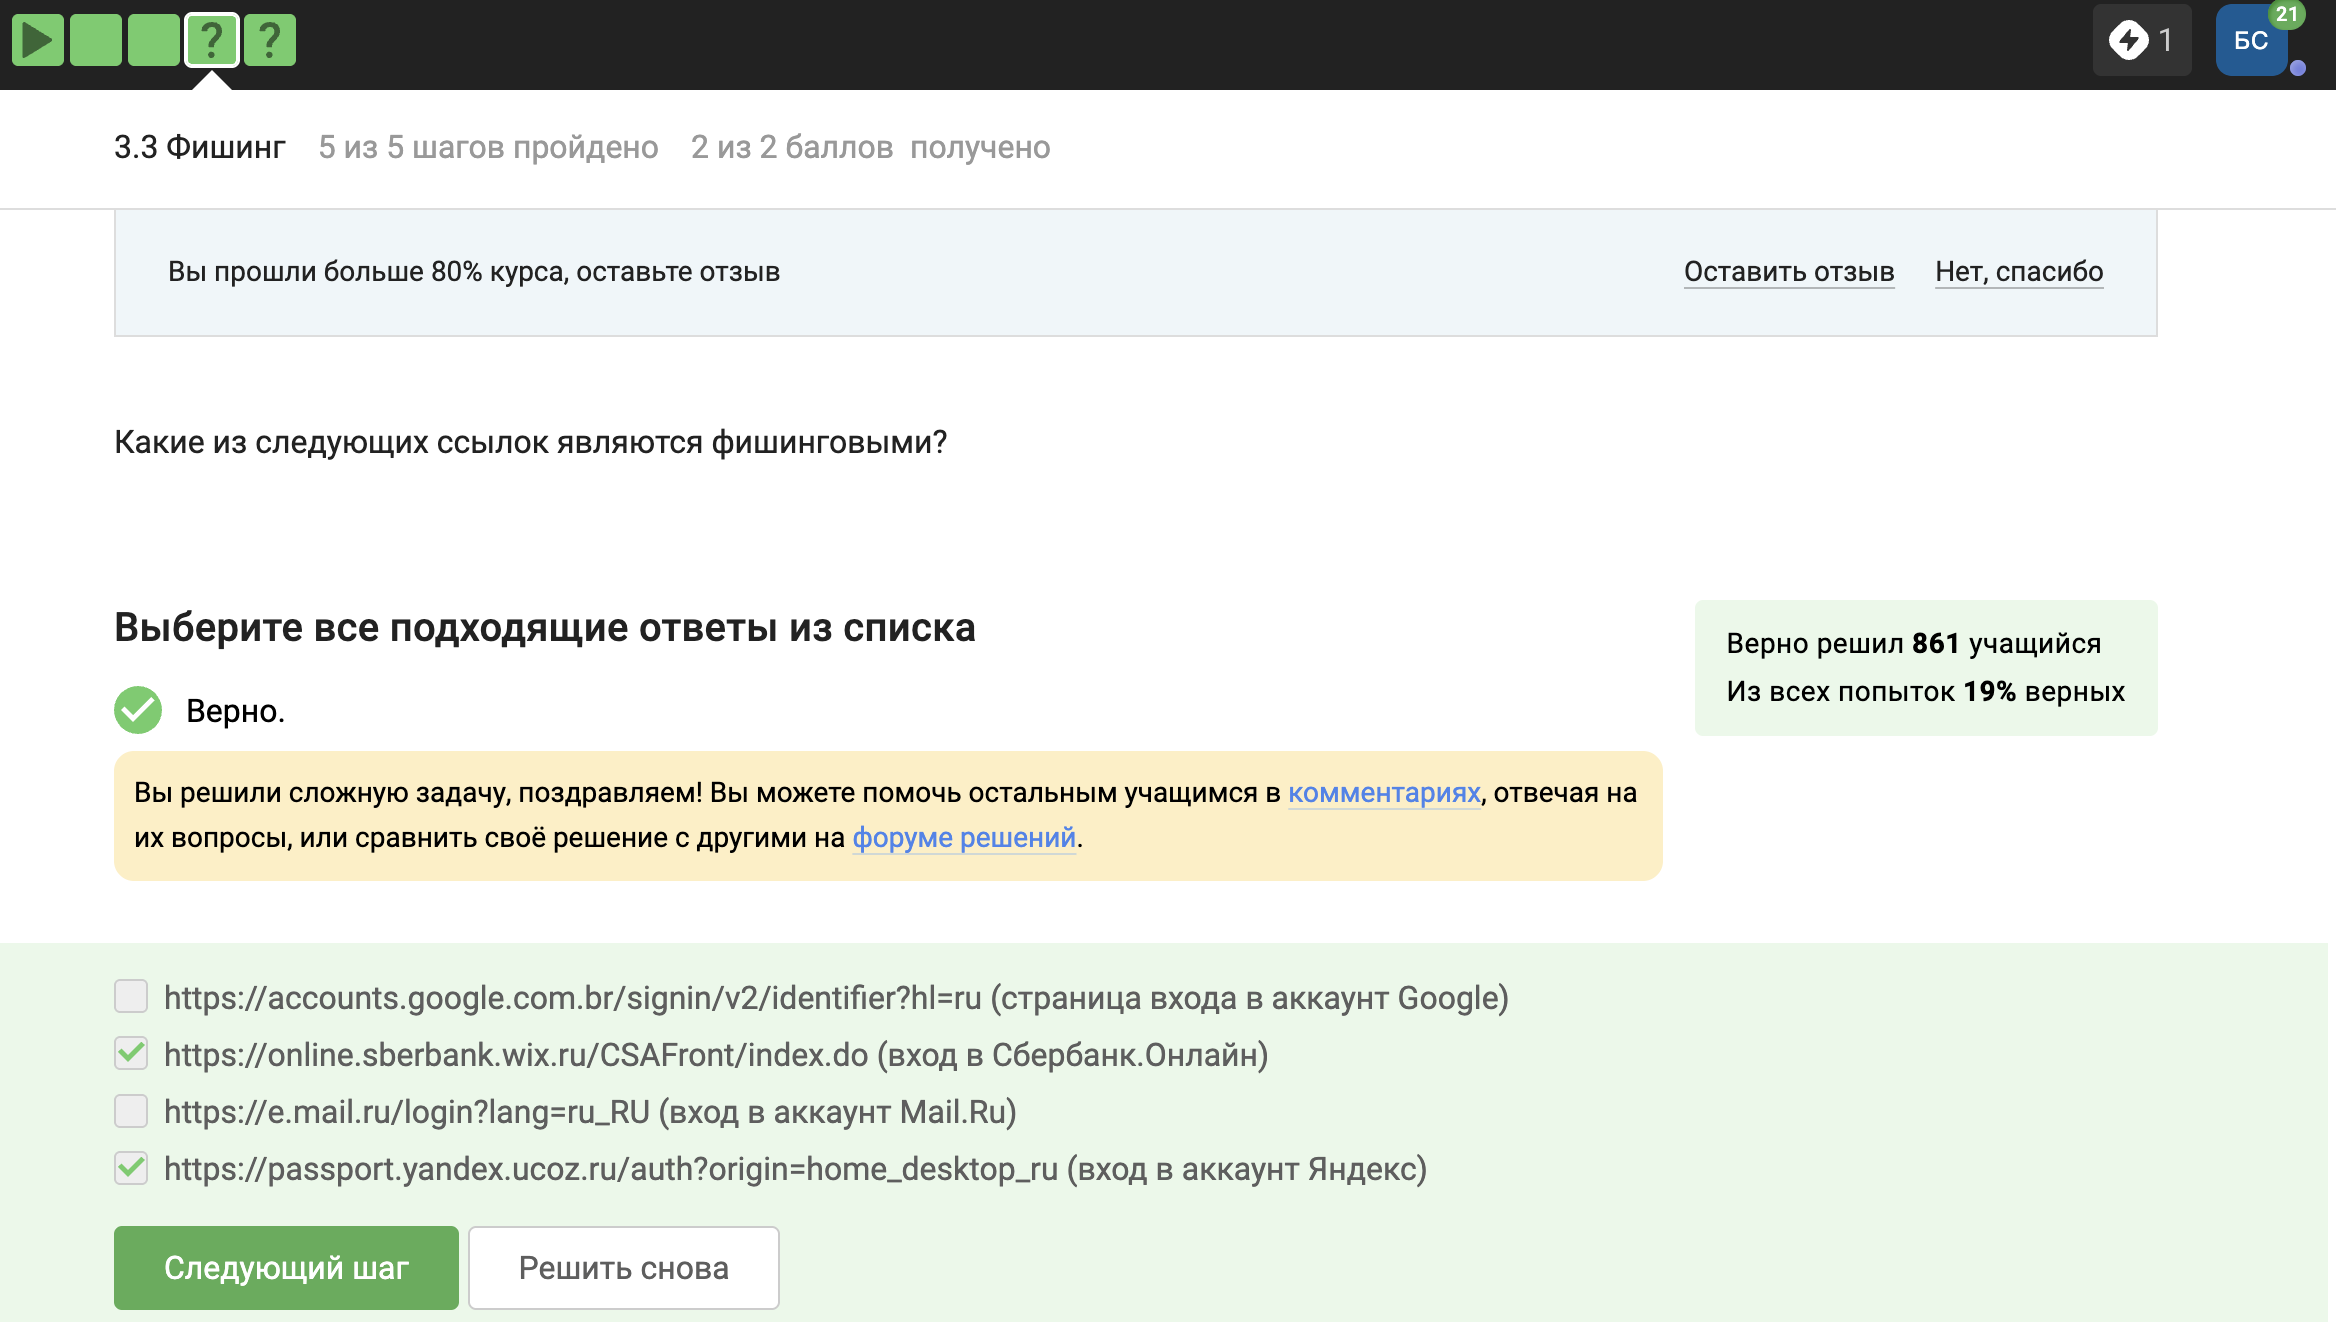 ? ?
1
БС
21
3.3 Фишинг 5 из 5 шагов пройдено 2 из 2 баллов получено
Вы прошли больше 80% курса, оставьте отзыв
Оставить отзыв Нет, спасибо
Какие из следующих ссылок являются фишинговыми?
Выберите все подходящие ответы из списка
Верно решил 861 учащийся
Из всех попыток 19% верных
Верно.
Вы решили сложную задачу, поздравляем! Вы можете помочь остальным учащимся в комментариях, отвечая на
их вопросы, или сравнить своё решение с другими на форуме решений.
https://accounts.google.com.br/signin/v2/identifier?hl=ru (страница входа в аккаунт Google)
https://online.sberbank.wix.ru/CSAFront/index.do (вход в Сбербанк.Онлайн)
https://e.mail.ru/login?lang=ru_RU (вход в аккаунт Mail.Ru)
https://passport.yandex.ucoz.ru/auth?origin=home_desktop_ru (вход в аккаунт Яндекс)
Следующий шаг Решить снова